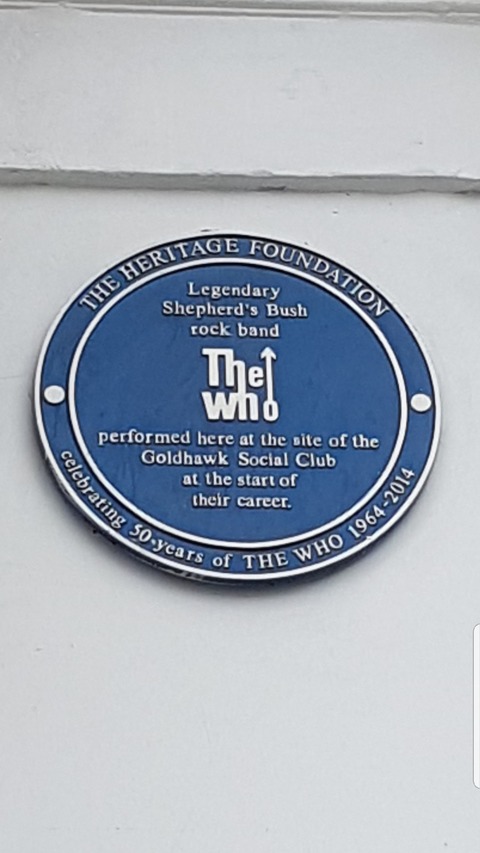 THE HERITAGE FOUNDATION
Legendary
Shepherd's Bush
rock band
The
who
performed here at the site of the
Goldhawk Social Club
at the start of
their career.
celebrating 50 years of THE WHO 1964-2014